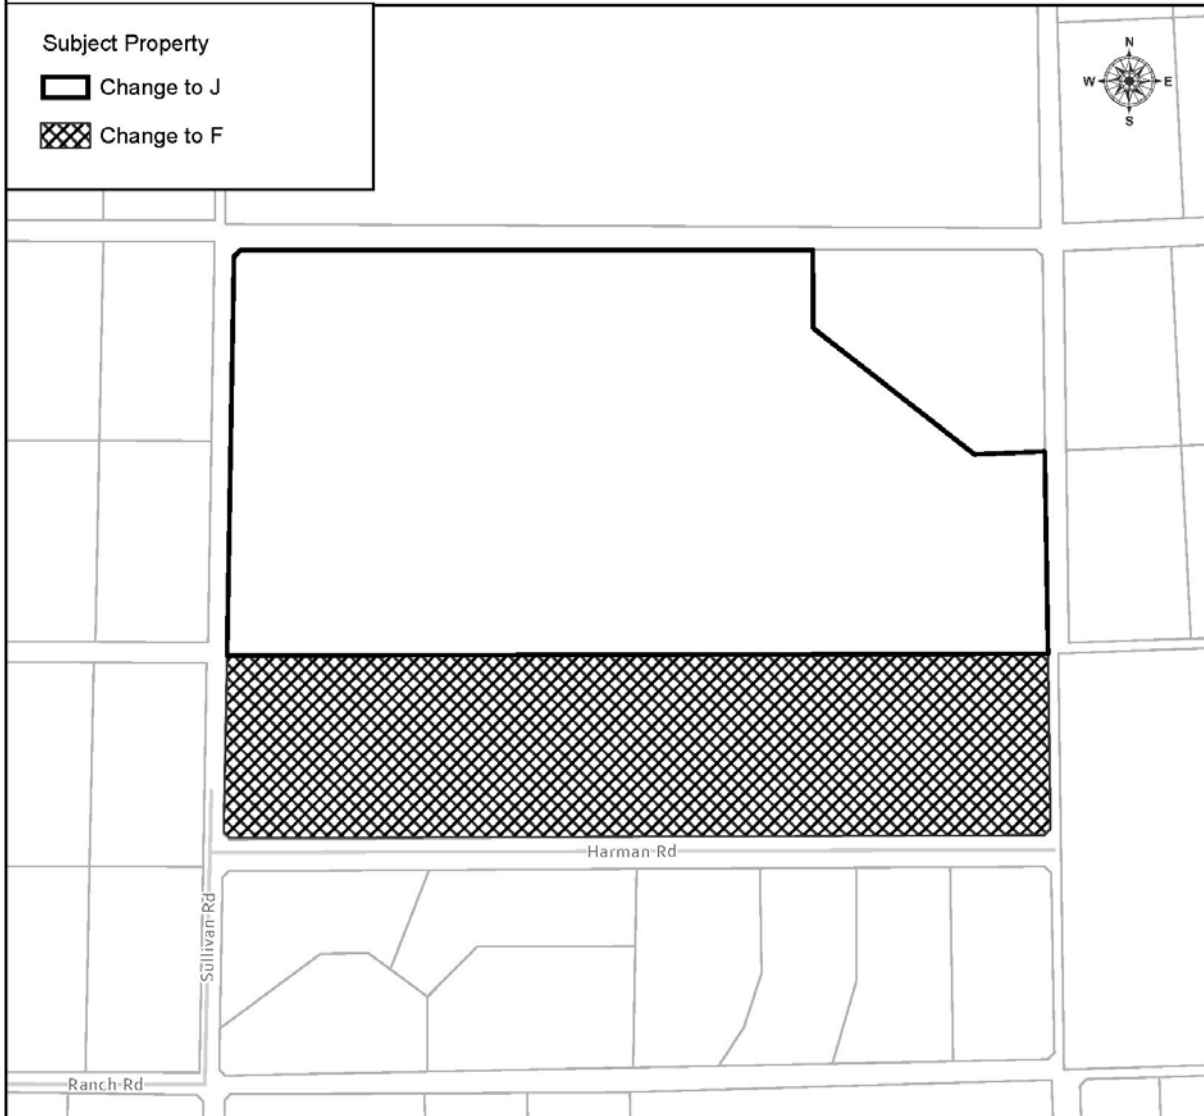 Subject Property
Change to J
Change to F
N
W E
S
Harman Rd
Sullivan Rd
Ranch Rd